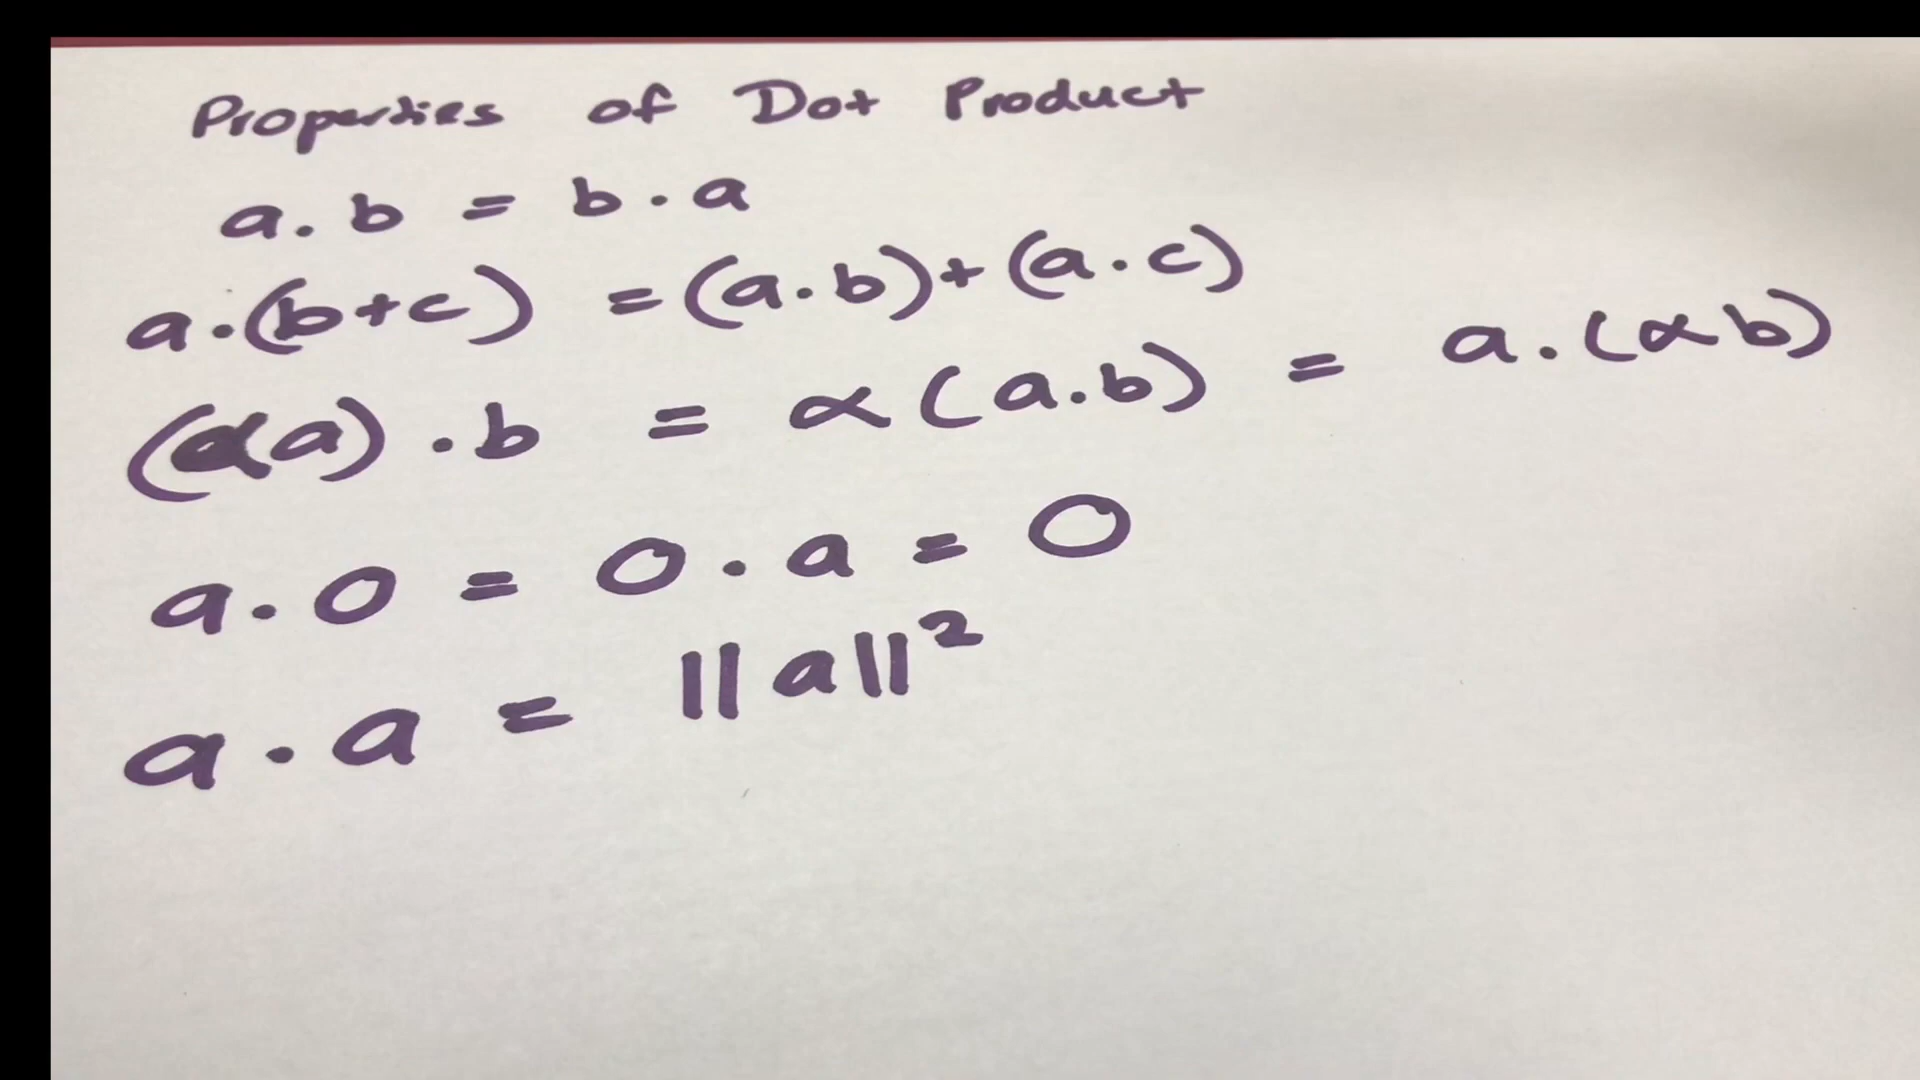 Properties of Dot Product
a . b = b . a
a . (b+c) = (a . b) + (a . c)
(αa) . b = α (a . b) = a . (αb)
a . 0 = 0 . a = 0
a . a = ||a||²